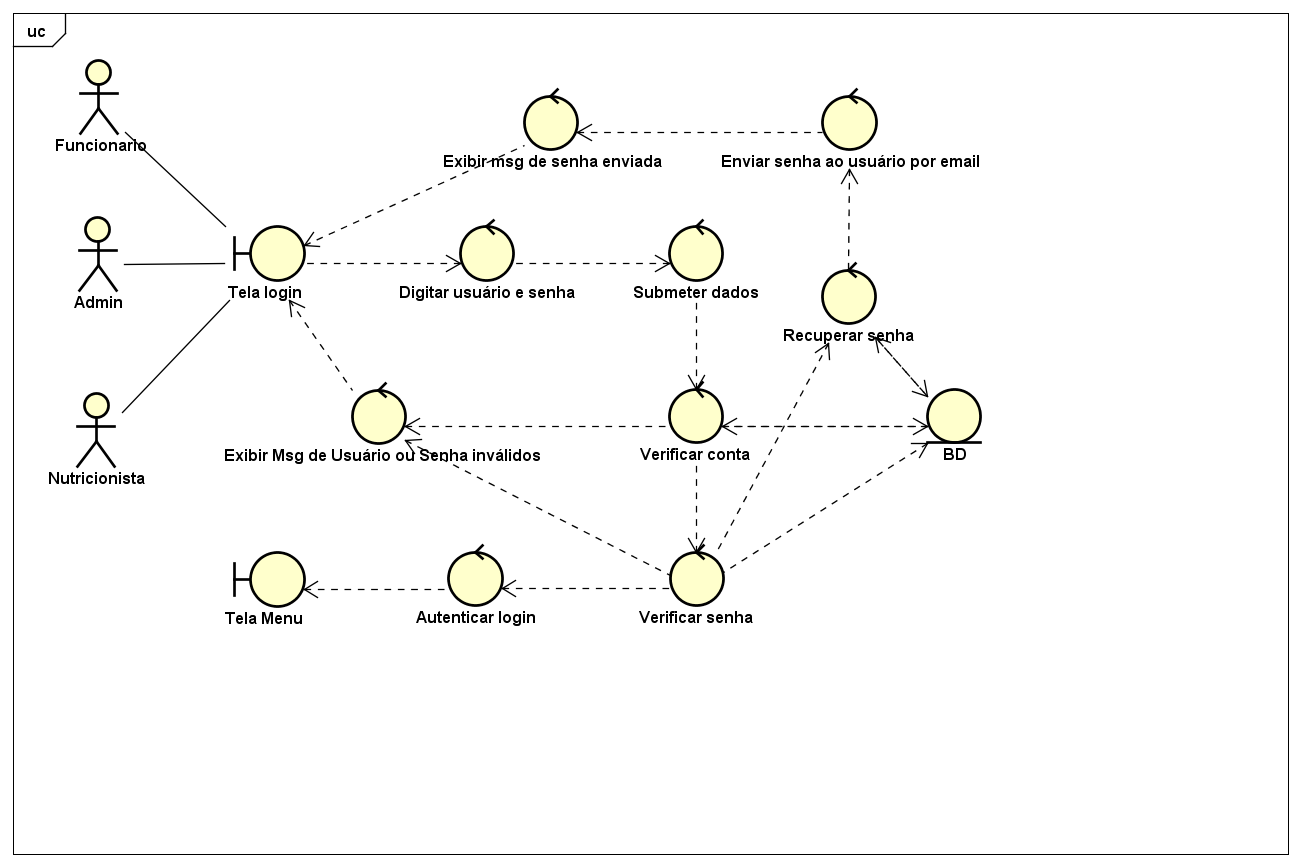 uc
Funcionario
Exibir msg de senha enviada
Enviar senha ao usuário por email
Admin
Tela login
Digitar usuário e senha
Submeter dados
Recuperar senha
Nutricionista
Exibir Msg de Usuário ou Senha inválidos
Verificar conta
BD
Tela Menu
Autenticar login
Verificar senha